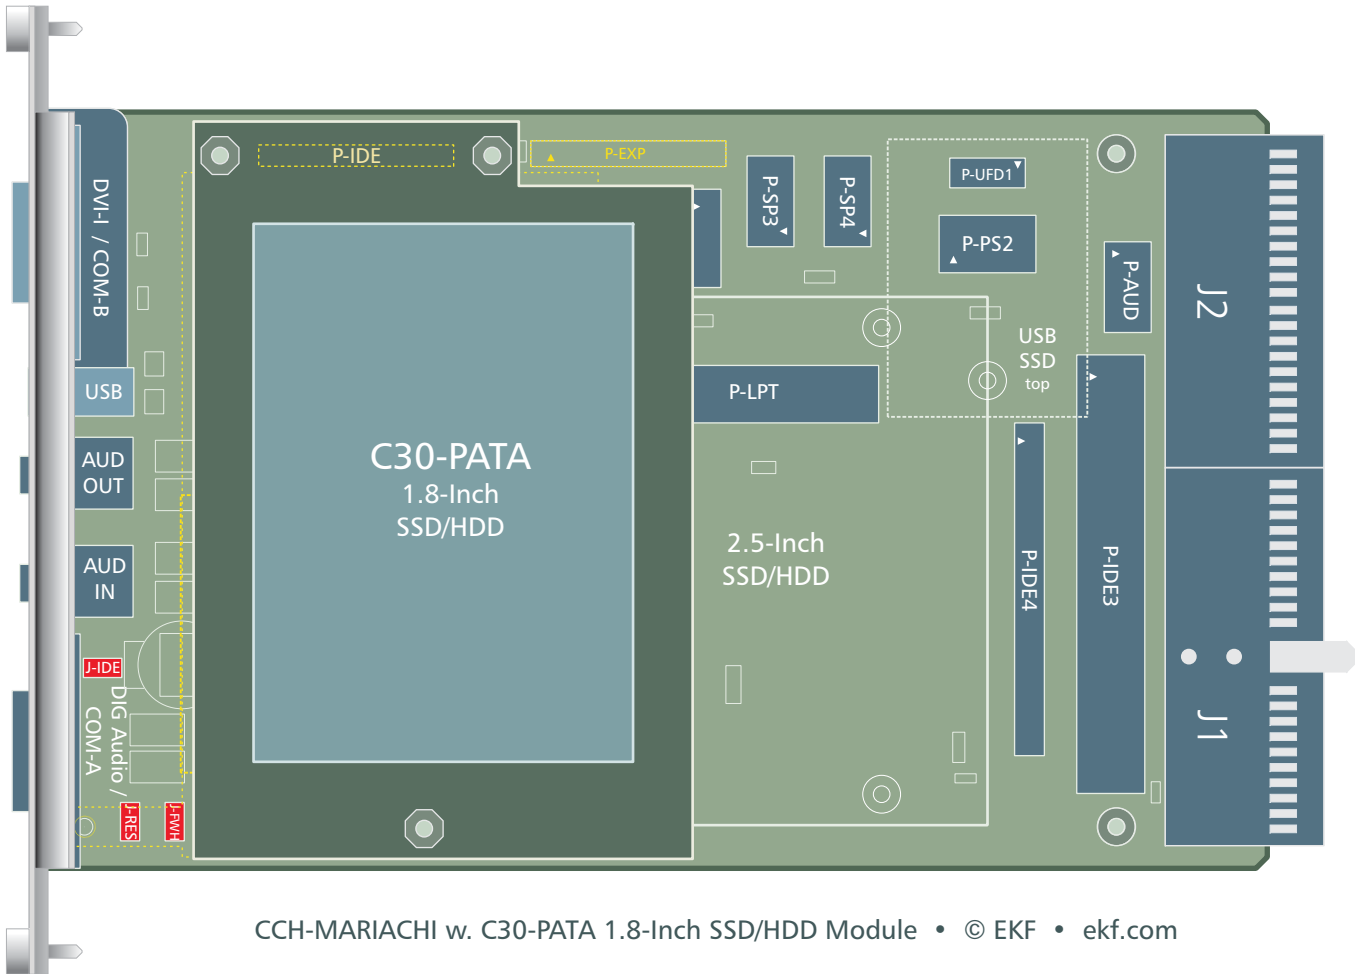 P-IDE
P-EXP
P-SP3
P-SP4
P-UFD1
P-PS2
P-AUD
J2
DVI-I / COM-B
USB
SSD
top
USB
P-LPT
AUD
OUT
C30-PATA
1.8-Inch
SSD/HDD
2.5-Inch
SSD/HDD
P-IDE4
P-IDE3
AUD
IN
J-IDE
DIG Audio /
COM-A
J1
J-RES
J-FWH
CCH-MARIACHI w. C30-PATA 1.8-Inch SSD/HDD Module • © EKF • ekf.com